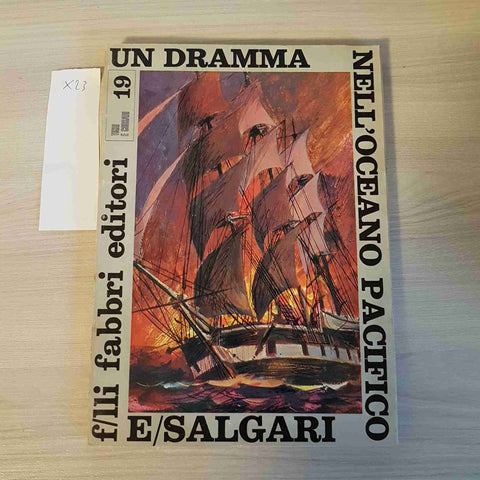 X23
UN DRAMMA
NELL'OCEANO PACIFICO
E/SALGARI
f/lli fabbri editori
19